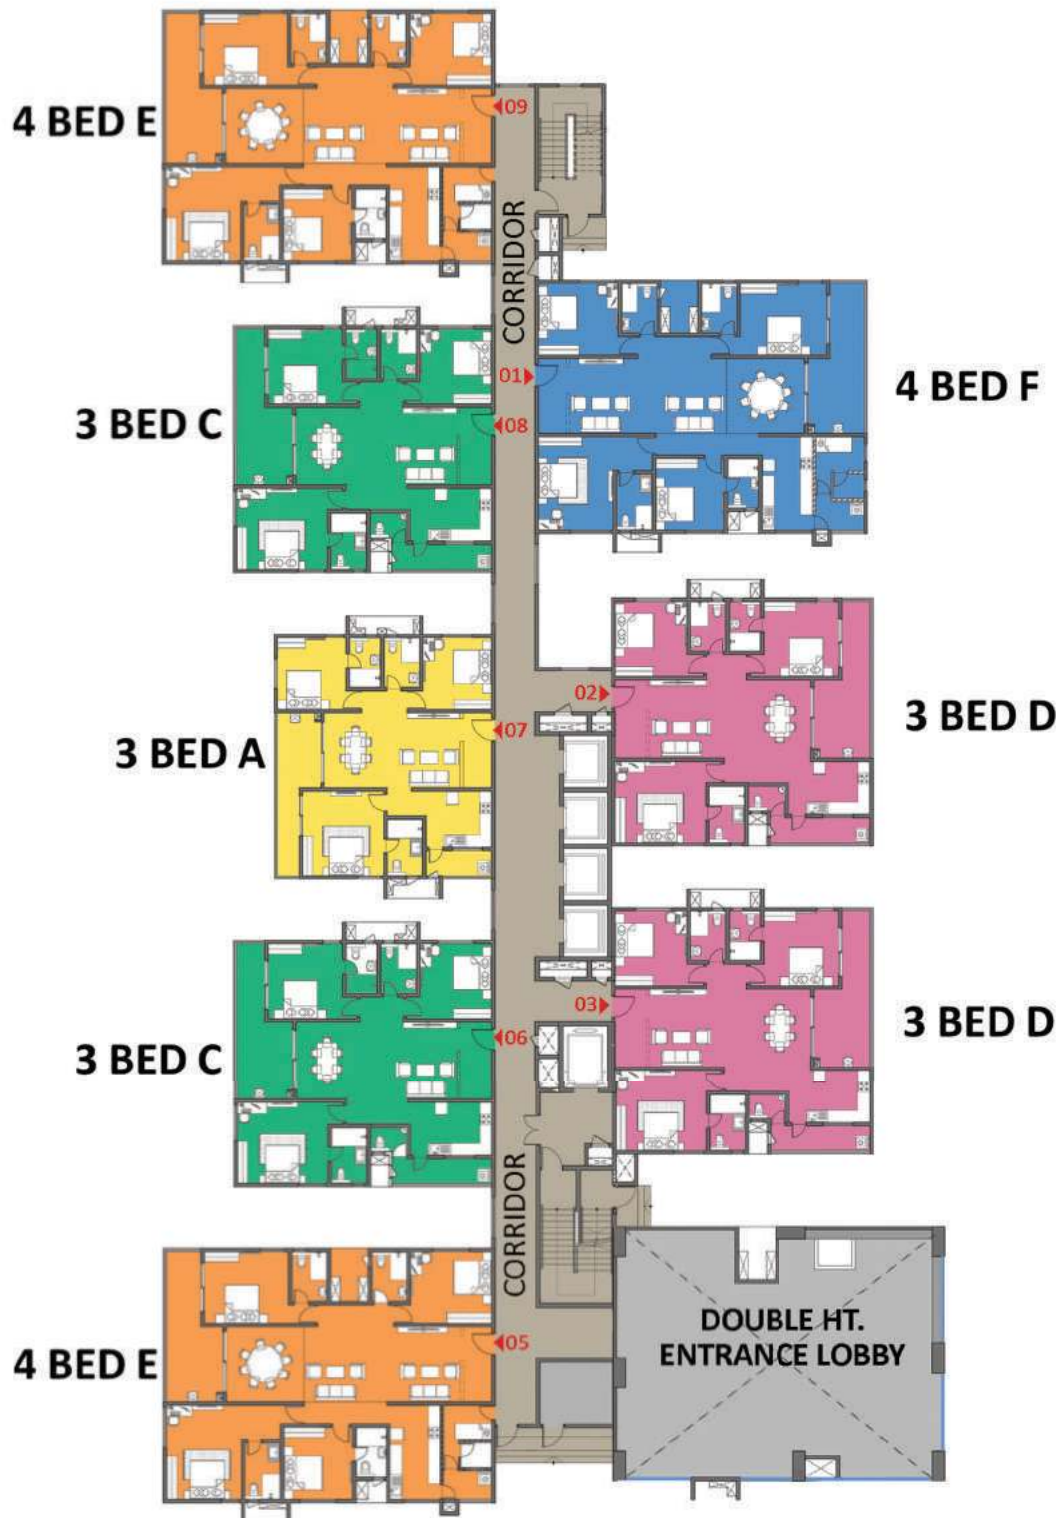 4 BED E
09
CORRIDOR
01
4 BED F
3 BED C
08
02
3 BED D
3 BED A
07
03
3 BED D
3 BED C
06
CORRIDOR
DOUBLE HT.
ENTRANCE LOBBY
4 BED E
05